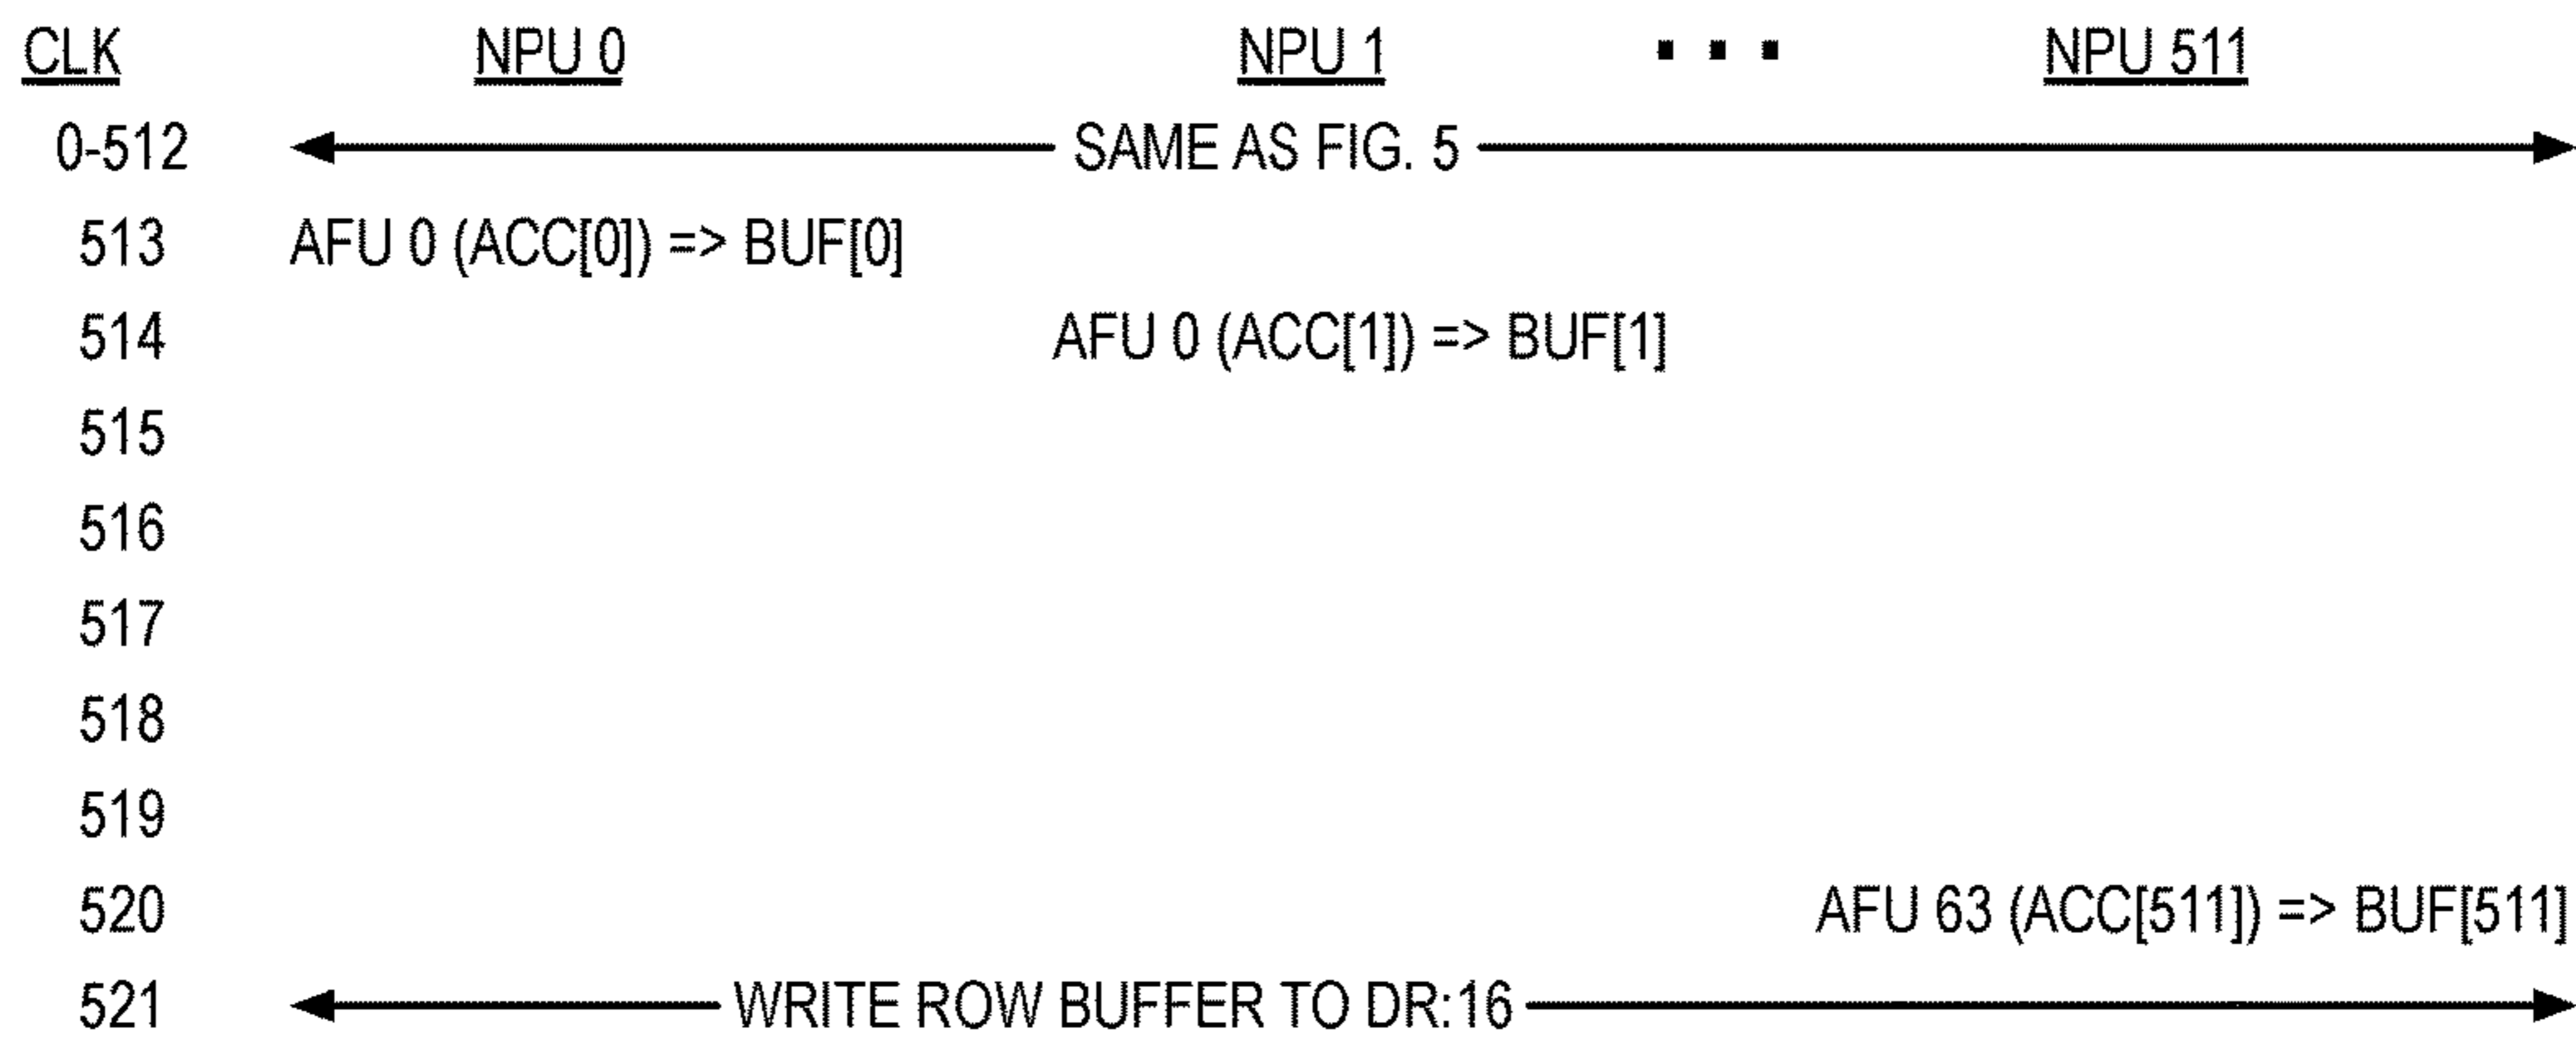 CLK NPU 0 NPU 1 ... NPU 511
0-512 SAME AS FIG. 5
513 AFU 0 (ACC[0]) => BUF[0]
514 AFU 0 (ACC[1]) => BUF[1]
515
516
517
518
519
520 AFU 63 (ACC[511]) => BUF[511]
521 WRITE ROW BUFFER TO DR:16